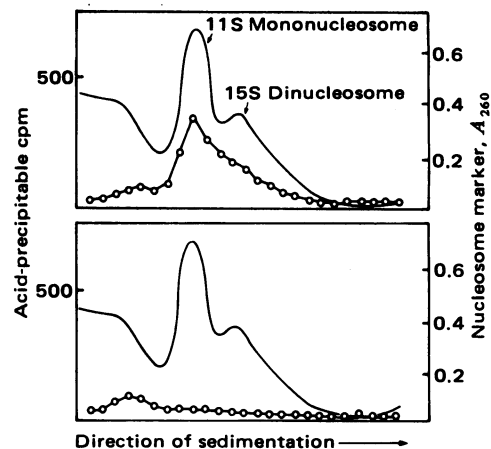 11S Mononucleosome
15S Dinucleosome
500
0.6
0.4
0.2
500
0.6
0.4
0.2
Acid-precipitable cpm
Nucleosome marker, A260
Direction of sedimentation